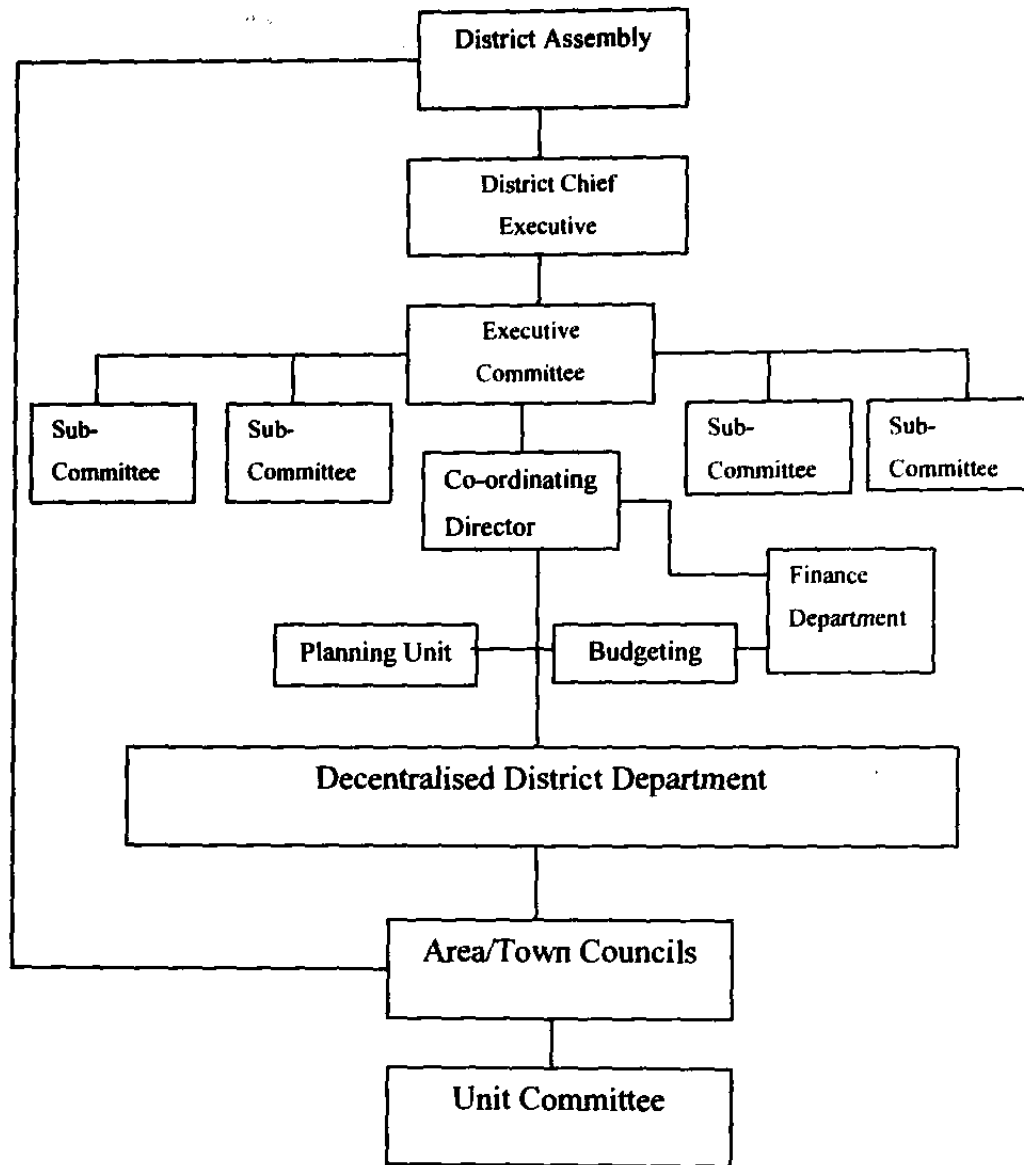 District Assembly
District Chief
Executive
Executive
Committee
Sub-
Committee
Sub-
Committee
Sub-
Committee
Sub-
Committee
Co-ordinating
Director
Finance
Department
Planning Unit
Budgeting
Decentralised District Department
Area/Town Councils
Unit Committee